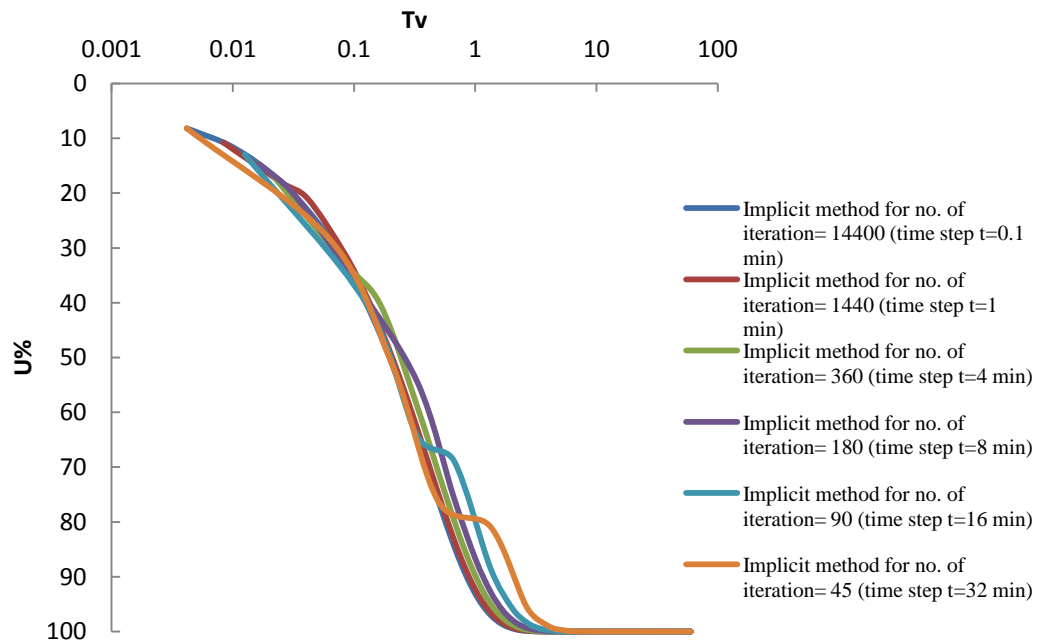 Tv
0.001 0.01 0.1 1 10 100
0
10
20
30
40
50
60
70
80
90
100
U%
Implicit method for no. of
iteration= 14400 (time step t=0.1
min)
Implicit method for no. of
iteration= 1440 (time step t=1
min)
Implicit method for no. of
iteration= 360 (time step t=4 min)
Implicit method for no. of
iteration= 180 (time step t=8 min)
Implicit method for no. of
iteration= 90 (time step t=16 min)
Implicit method for no. of
iteration= 45 (time step t=32 min)